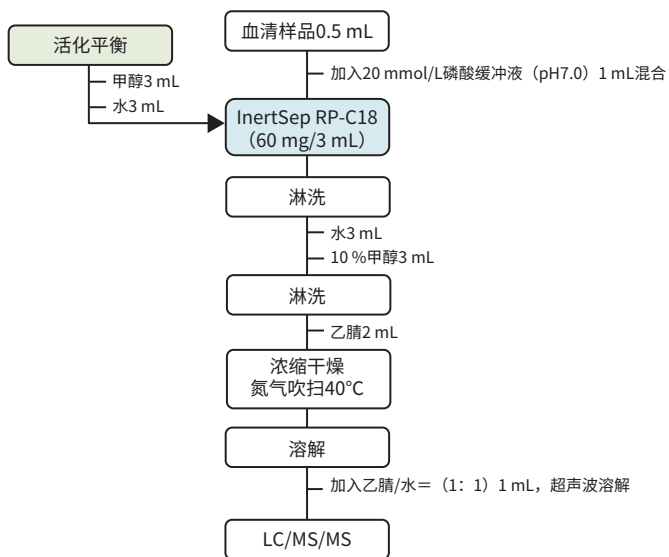 活化平衡
甲醇3 mL
水3 mL
血清样品0.5 mL
加入20 mmol/L磷酸缓冲液（pH7.0）1 mL混合
InertSep RP-C18
（60 mg/3 mL）
淋洗
水3 mL
10 %甲醇3 mL
淋洗
乙腈2 mL
浓缩干燥
氮气吹扫40℃
溶解
加入乙腈/水＝（1：1）1 mL，超声波溶解
LC/MS/MS